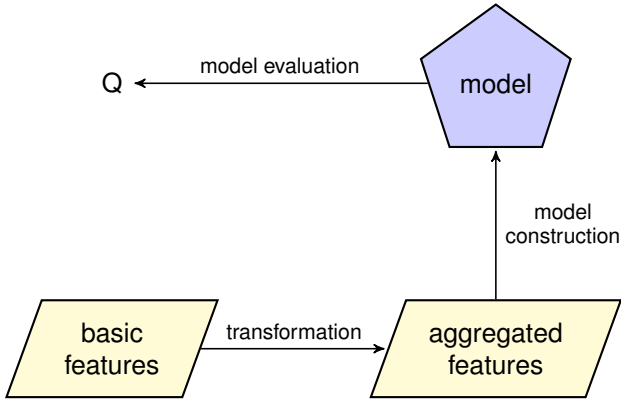 model evaluation
Q
model
model
construction
basic
features
transformation
aggregated
features